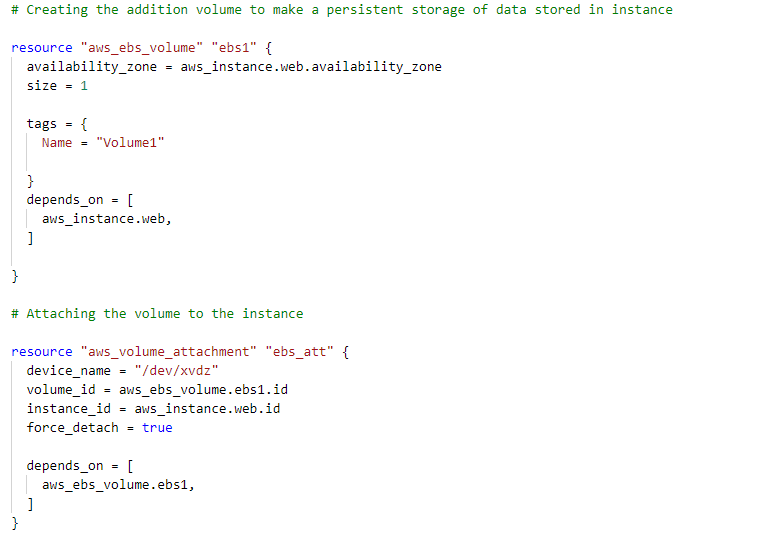 # Creating the addition volume to make a persistent storage of data stored in instance
resource "aws_ebs_volume" "ebs1" {
availability_zone = aws_instance.web.availability_zone
size = 1
tags = {
Name = "Volume1"
}
depends_on = [
aws_instance.web,
]
}
# Attaching the volume to the instance
resource "aws_volume_attachment" "ebs_att" {
device_name = "/dev/xvdz"
volume_id = aws_ebs_volume.ebs1.id
instance_id = aws_instance.web.id
force_detach = true
depends_on = [
aws_ebs_volume.ebs1,
]
}